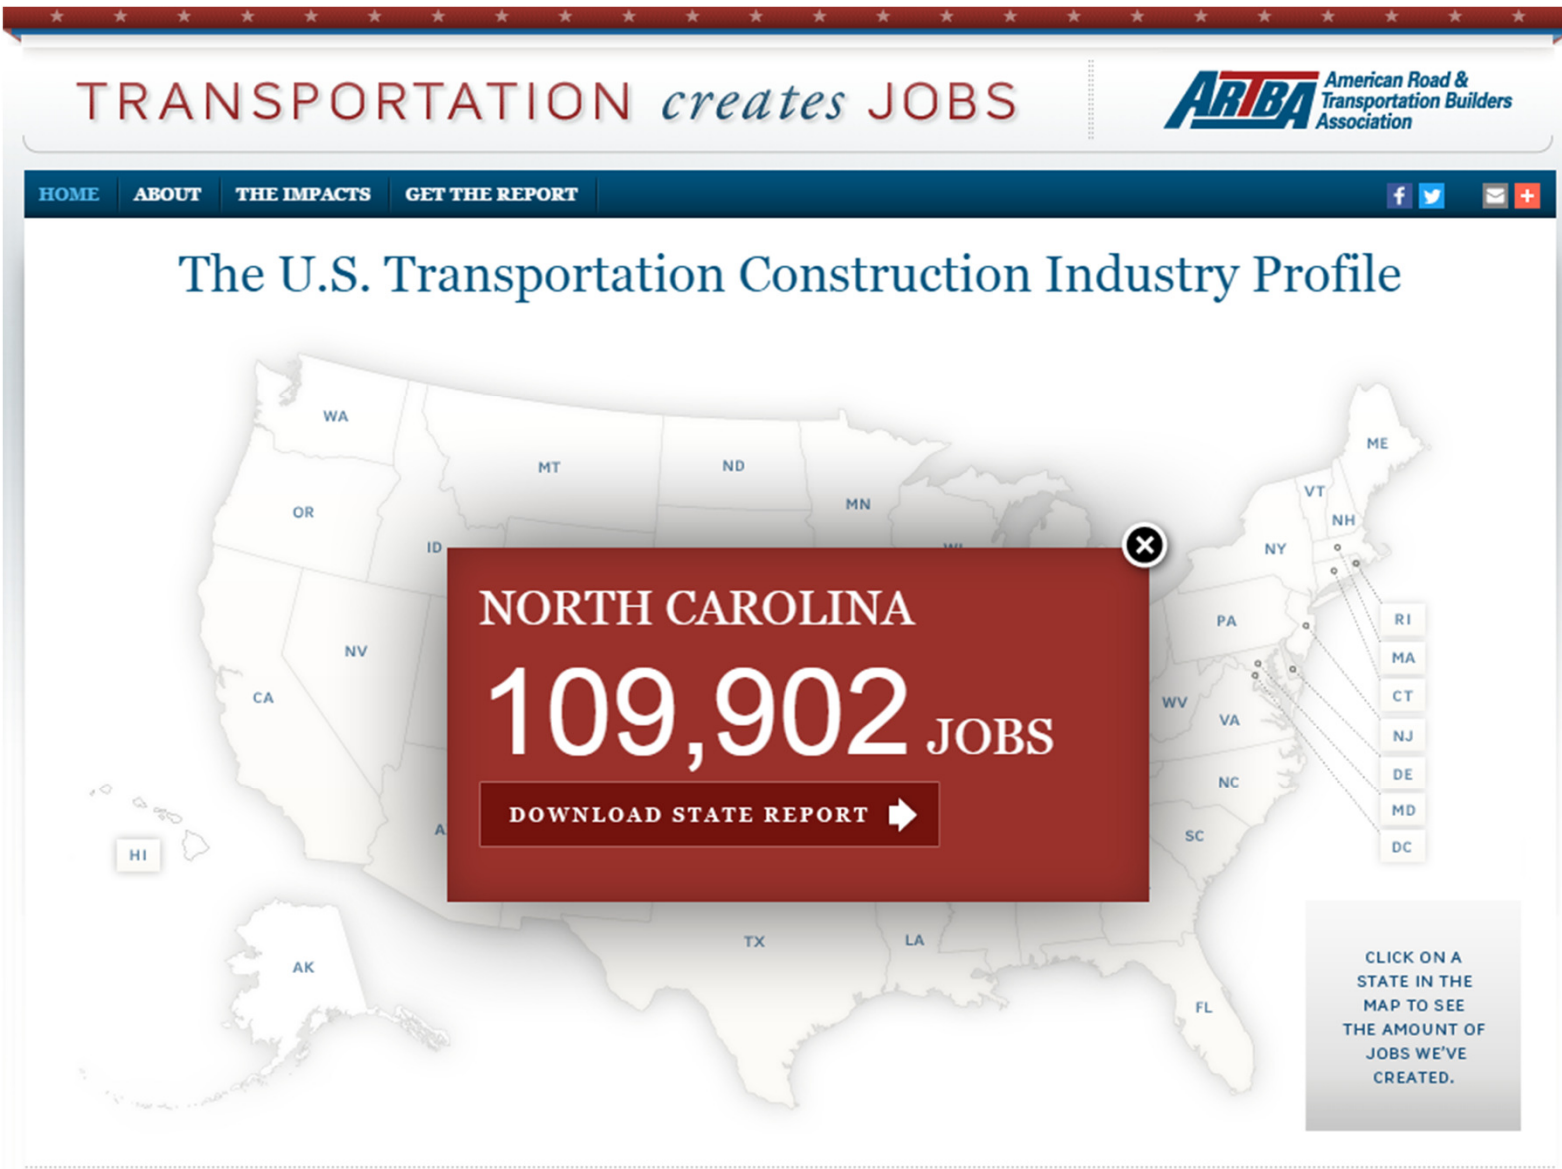 TRANSPORTATION creates JOBS
ARTBA
American Road &
Transportation Builders
Association
HOME
ABOUT
THE IMPACTS
GET THE REPORT
The U.S. Transportation Construction Industry Profile
WA
MT
ND
MN
OR
ID
NV
CA
ME
VT
NH
NY
PA
WV
VA
NC
SC
RI
MA
CT
NJ
DE
MD
DC
NORTH CAROLINA
109,902 JOBS
DOWNLOAD STATE REPORT
HI
AK
TX
LA
FL
CLICK ON A
STATE IN THE
MAP TO SEE
THE AMOUNT OF
JOBS WE'VE
CREATED.